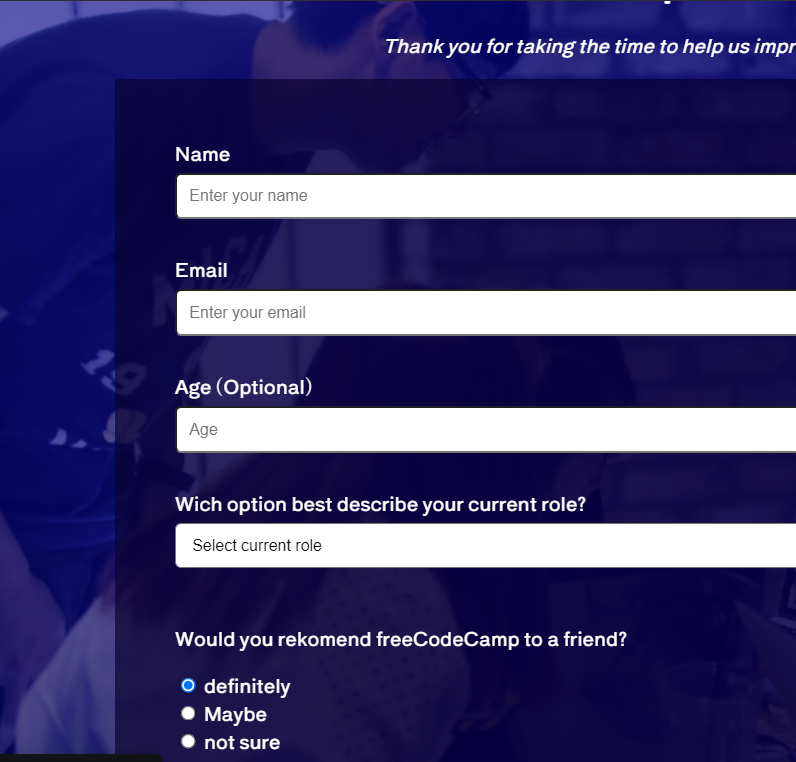 Thank you for taking the time to help us impr
Name
Enter your name
Email
Enter your email
Age (Optional)
Age
Wich option best describe your current role?
Select current role
Would you rekomend freeCodeCamp to a friend?
definitely
Maybe
not sure